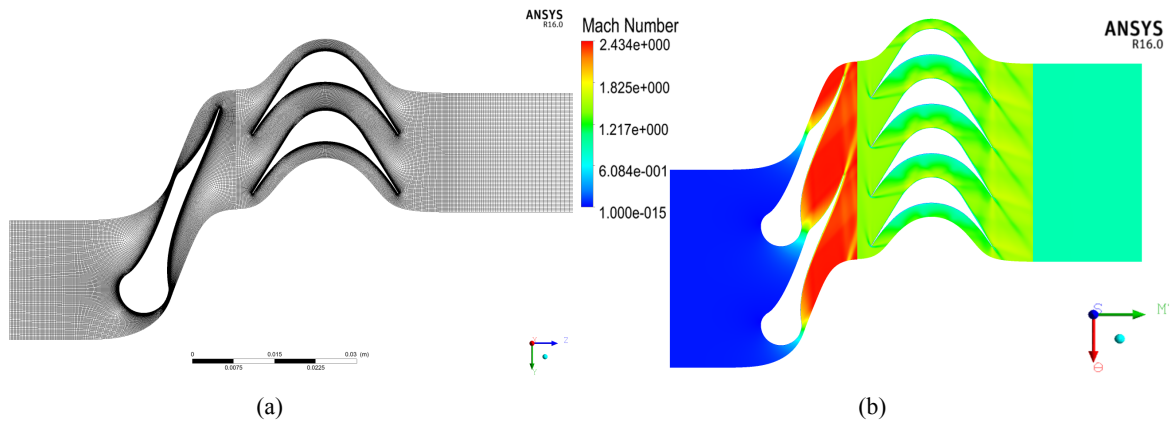 ANSYS
R16.0
0 0.015 0.03 (m)
0.0075 0.0225
Z
Y
(a)
Mach Number
2.434e+000
1.825e+000
1.217e+000
6.084e-001
1.000e-015
ANSYS
R16.0
S
M'
Θ
(b)